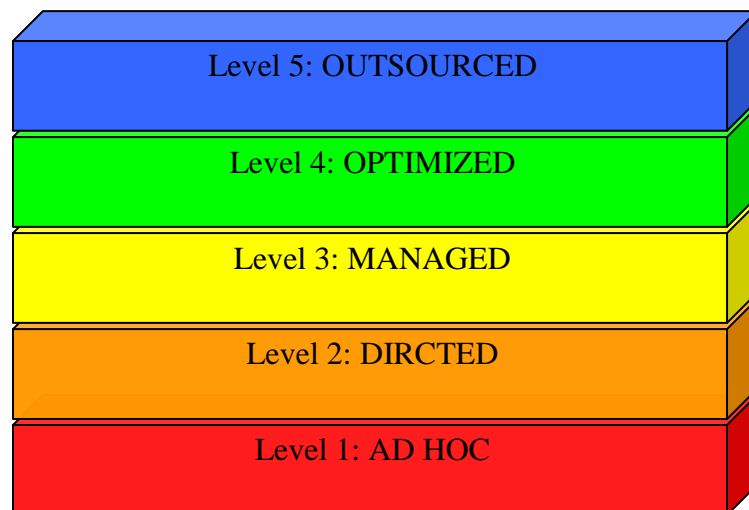 Level 5: OUTSOURCED
Level 4: OPTIMIZED
Level 3: MANAGED
Level 2: DIRCTED
Level 1: AD HOC